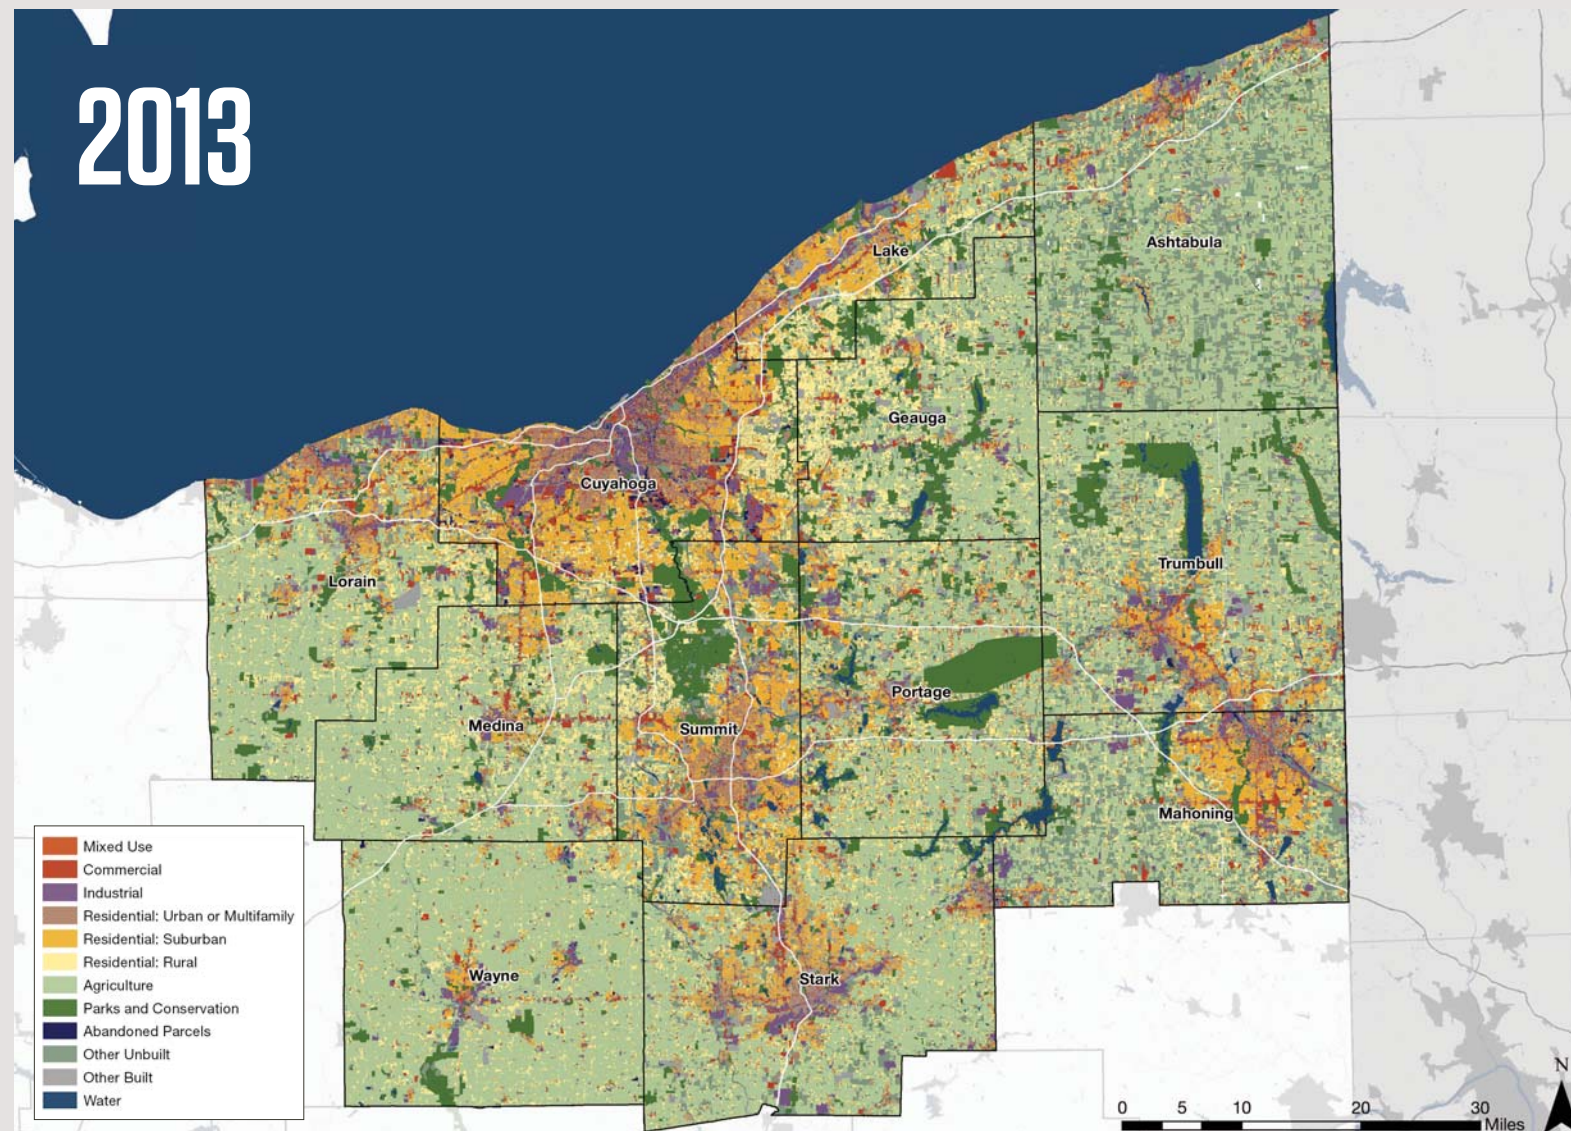 2013
Lake
Ashtabula
Geauga
Cuyahoga
Trumbull
Lorain
Portage
Medina
Summit
Mahoning
Wayne
Stark
Mixed Use
Commercial
Industrial
Residential: Urban or Multifamily
Residential: Suburban
Residential: Rural
Agriculture
Parks and Conservation
Abandoned Parcels
Other Unbuilt
Other Built
Water
N
0 5 10 20 30
Miles